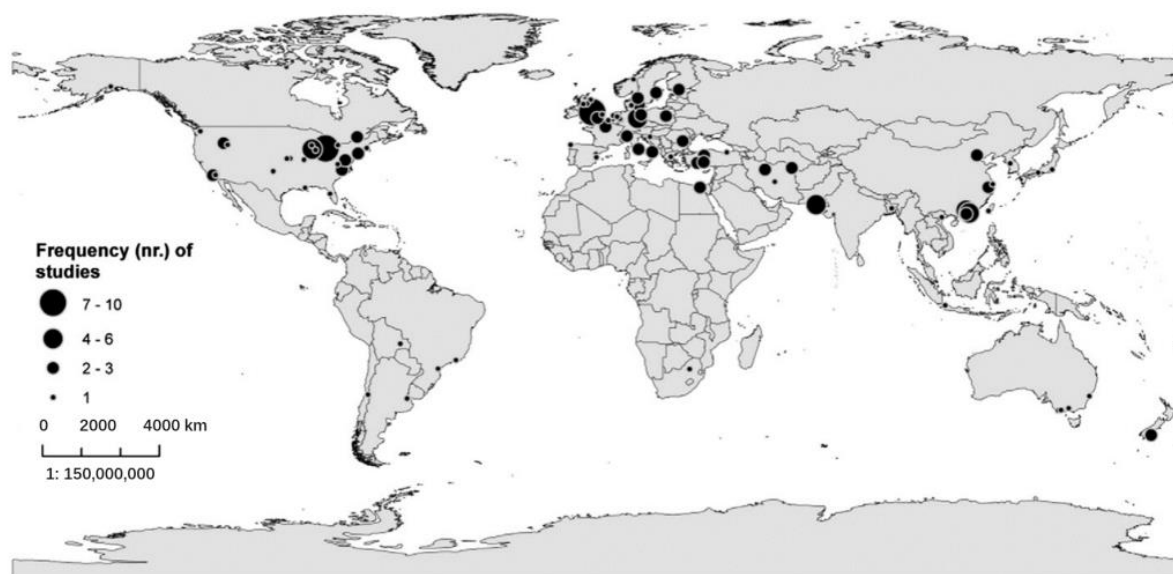 Frequency (nr.) of
studies
7 - 10
4 - 6
2 - 3
1
0 2000 4000 km
1: 150,000,000